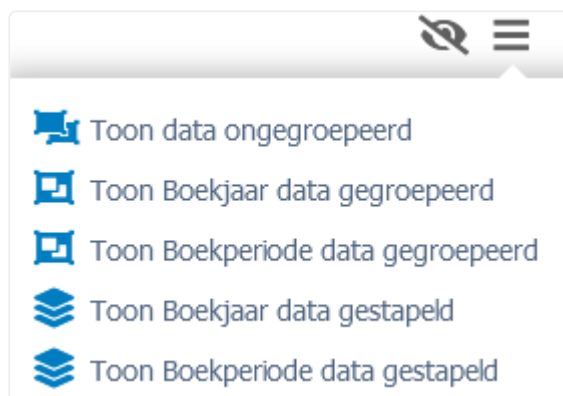 Toon data ongegroepeerd
Toon Boekjaar data gegroepeerd
Toon Boekperiode data gegroepeerd
Toon Boekjaar data gestapeld
Toon Boekperiode data gestapeld